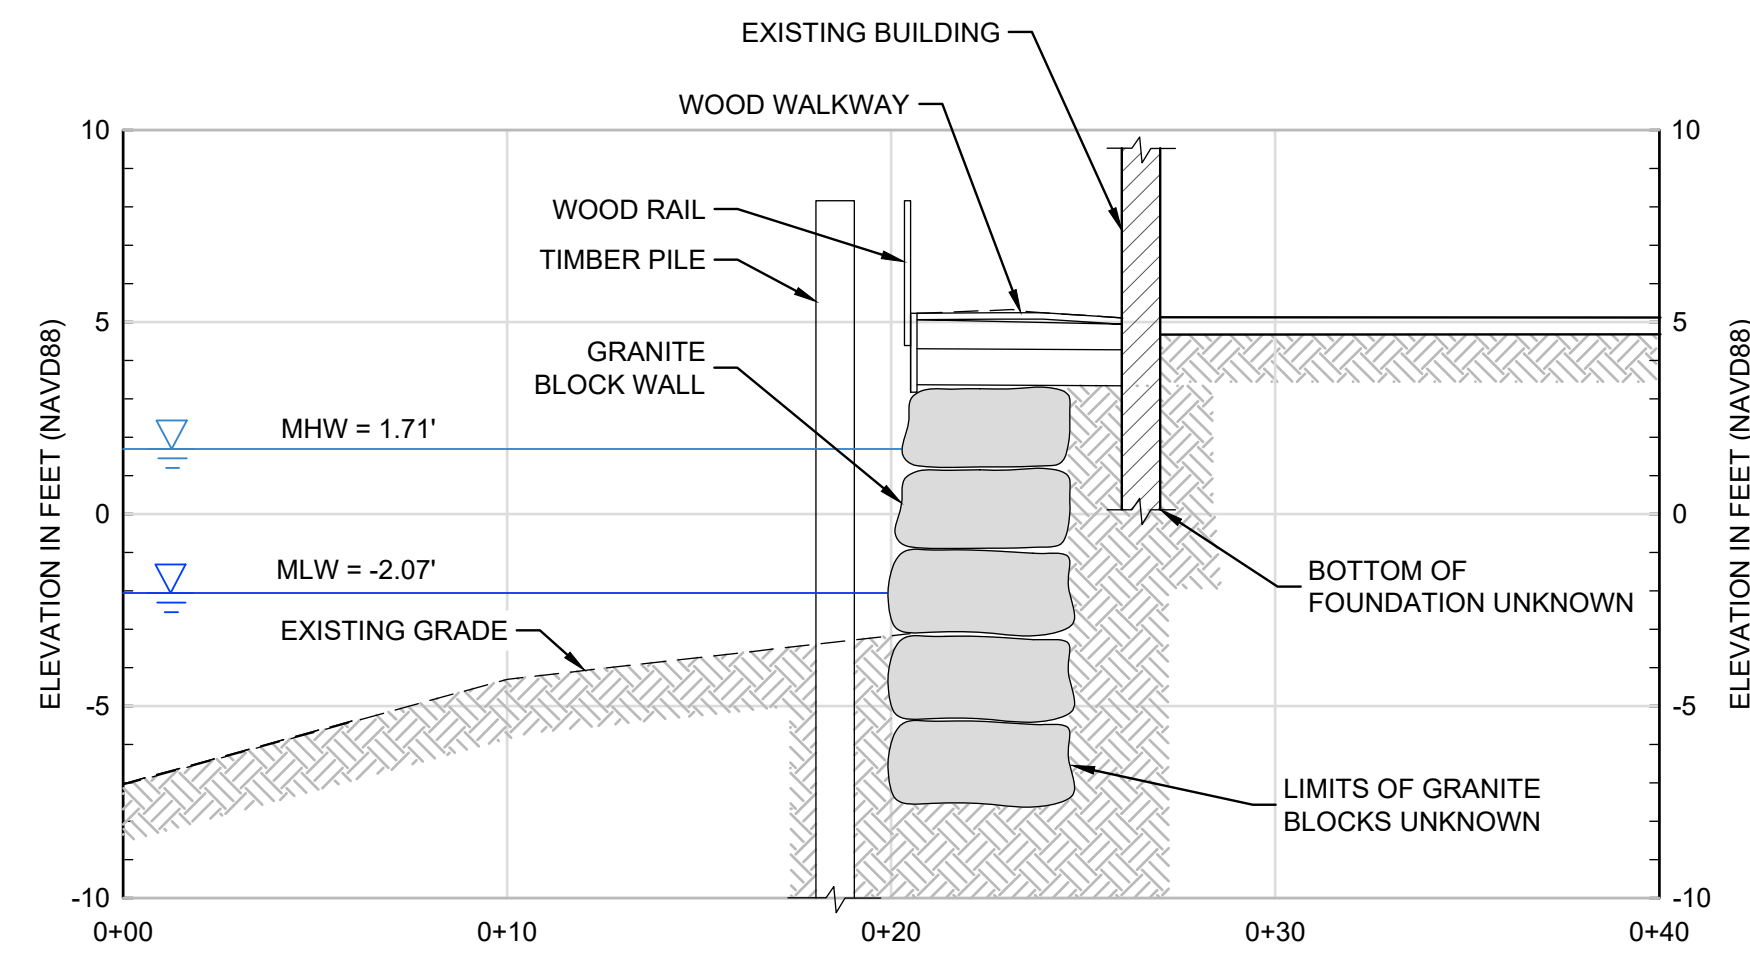 EXISTING BUILDING
WOOD WALKWAY
10
10
WOOD RAIL
TIMBER PILE
5
5
GRANITE
BLOCK WALL
MHW = 1.71'
ELEVATION IN FEET (NAVD88)
ELEVATION IN FEET (NAVD88)
0
0
MLW = -2.07'
BOTTOM OF
FOUNDATION UNKNOWN
EXISTING GRADE
-5
-5
LIMITS OF GRANITE
BLOCKS UNKNOWN
-10
-10
0+00
0+10
0+20
0+30
0+40